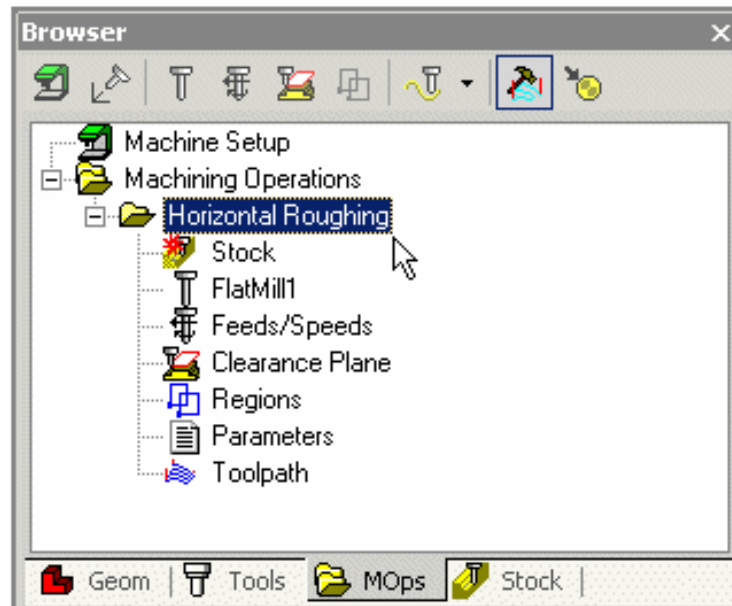 Browser
Machine Setup
Machining Operations
Horizontal Roughing
Stock
FlatMill1
Feeds/Speeds
Clearance Plane
Regions
Parameters
Toolpath
Geom Tools MOps Stock